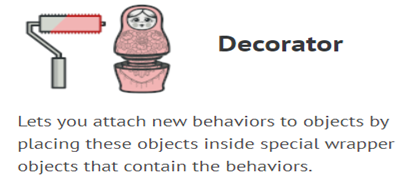 Decorator
Lets you attach new behaviors to objects by
placing these objects inside special wrapper
objects that contain the behaviors.